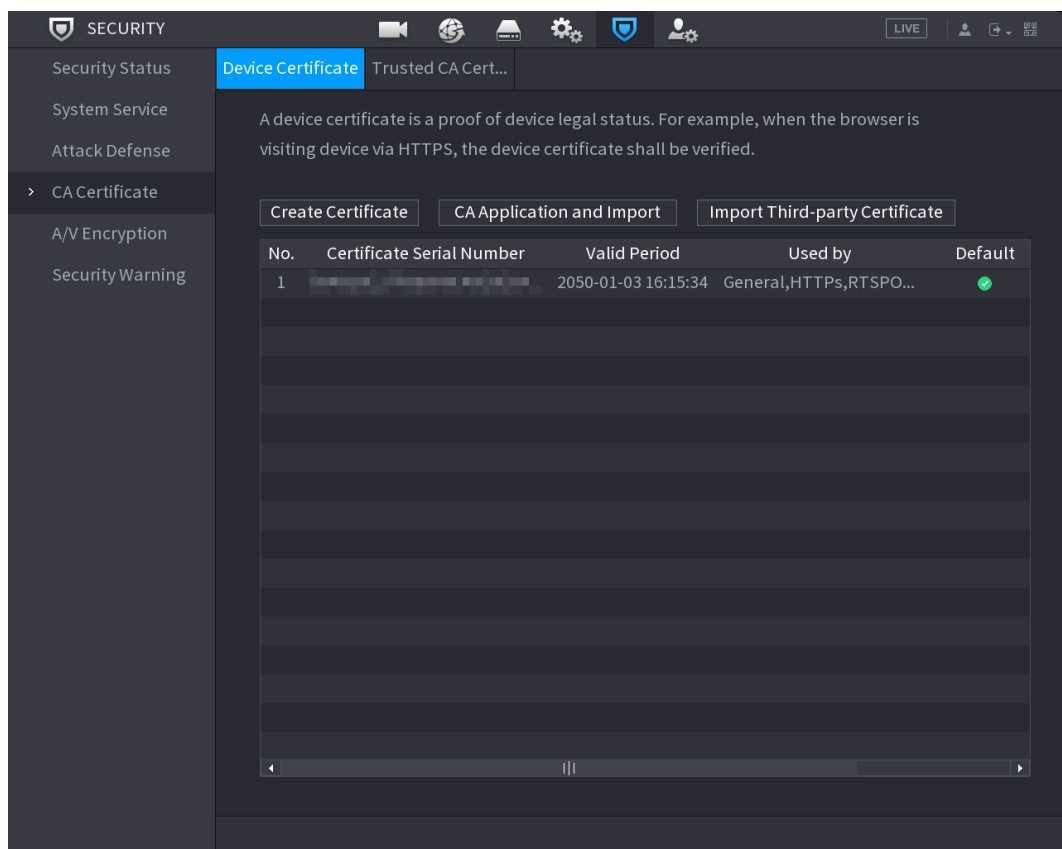 SECURITY
LIVE
Security Status
System Service
Attack Defense
CA Certificate
A/V Encryption
Security Warning
Device Certificate
Trusted CA Cert...
A device certificate is a proof of device legal status. For example, when the browser is
visiting device via HTTPS, the device certificate shall be verified.
Create Certificate
CA Application and Import
Import Third-party Certificate
No. Certificate Serial Number Valid Period Used by Default
1 2050-01-03 16:15:34 General,HTTPs,RTSPO...